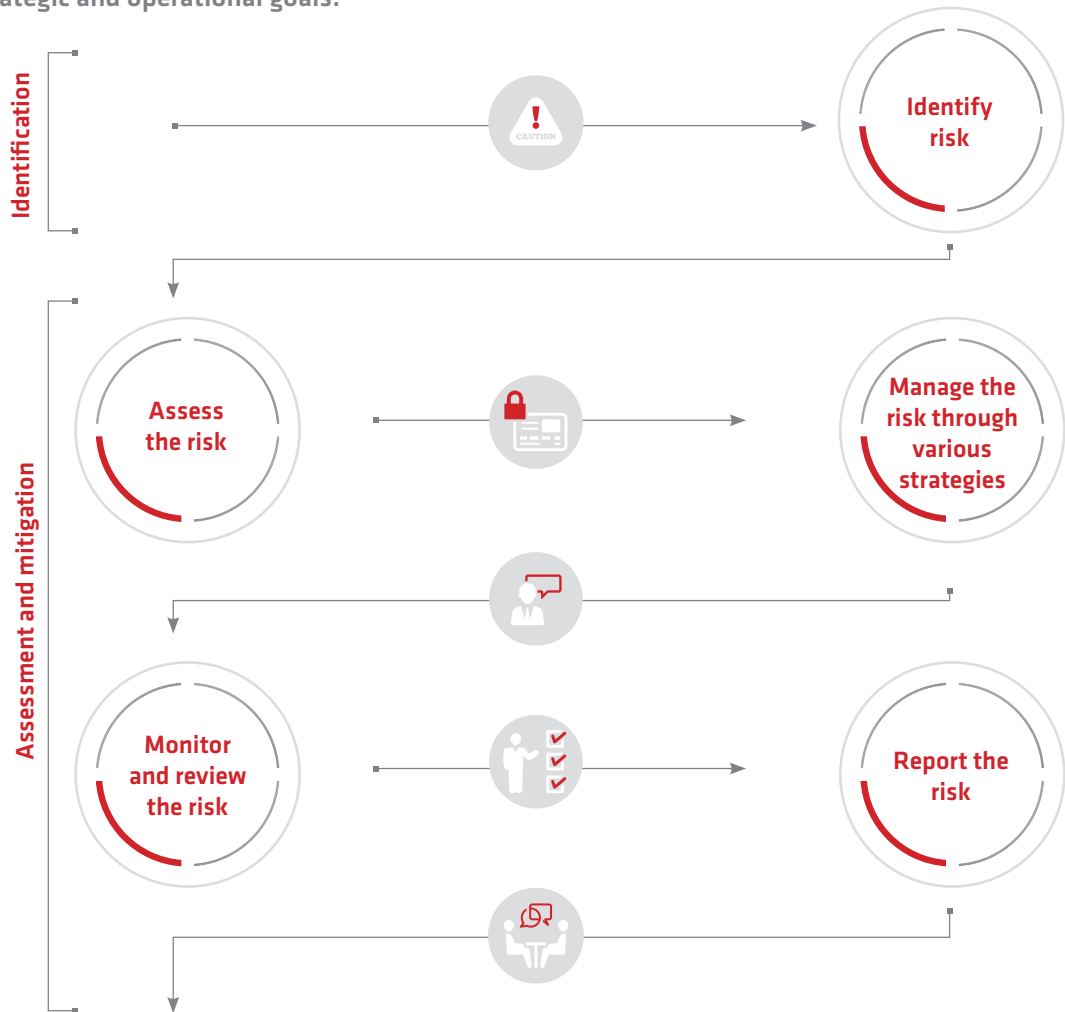 strategic and operational goals:
Identification
CAUTION
Identify
risk
Assessment and mitigation
Assess
the risk
Manage the
risk through
various
strategies
Monitor
and review
the risk
Report the
risk